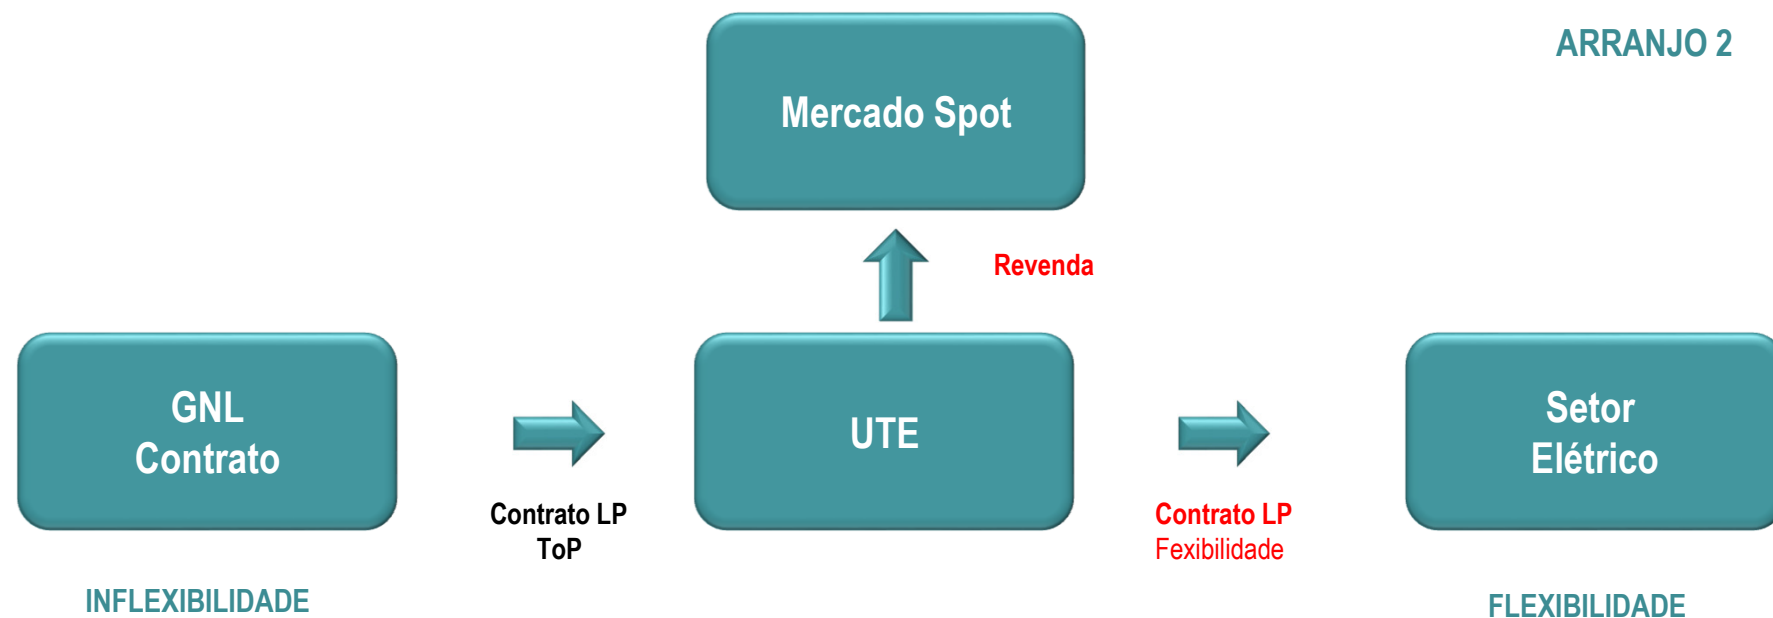 ARRANJO 2
Mercado Spot
Revenda
GNL
Contrato
UTE
Setor
Elétrico
Contrato LP
ToP
Contrato LP
Fexibilidade
INFLEXIBILIDADE
FLEXIBILIDADE